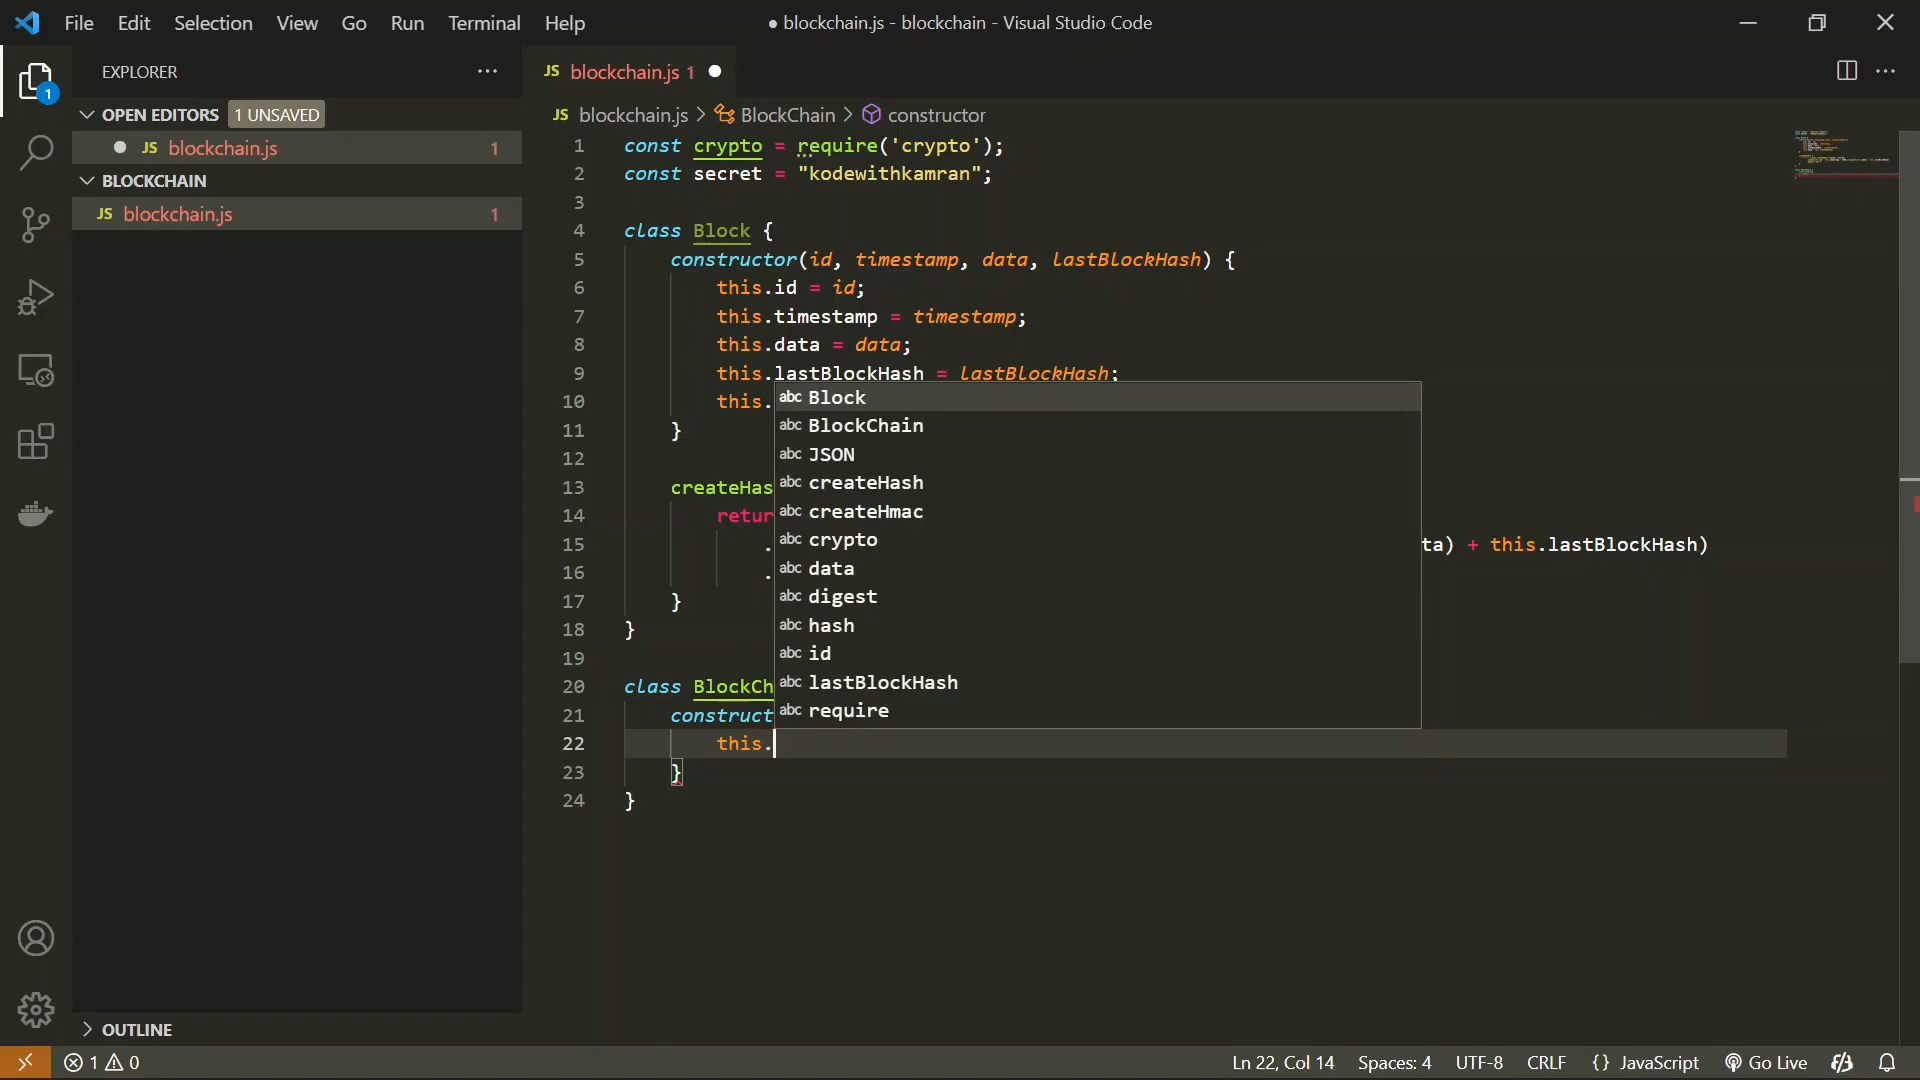 File Edit Selection View Go Run Terminal Help
● blockchain.js - blockchain - Visual Studio Code
EXPLORER
OPEN EDITORS 1 UNSAVED
JS blockchain.js 1
BLOCKCHAIN
JS blockchain.js 1
OUTLINE
JS blockchain.js 1
JS blockchain.js > BlockChain > constructor
1 const crypto = require('crypto');
2 const secret = "kodewithkamran";
3
4 class Block {
5 constructor(id, timestamp, data, lastBlockHash) {
6 this.id = id;
7 this.timestamp = timestamp;
8 this.data = data;
9 this.lastBlockHash = lastBlockHash;
10 this.
11 }
12
13 createHas
14 retur
15 . ta) + this.lastBlockHash)
16 .
17 }
18 }
19
20 class BlockCh
21 construct
22 this.
23 }
24 }
abc Block
abc BlockChain
abc JSON
abc createHash
abc createHmac
abc crypto
abc data
abc digest
abc hash
abc id
abc lastBlockHash
abc require
1 0
Ln 22, Col 14 Spaces: 4 UTF-8 CRLF {} JavaScript Go Live